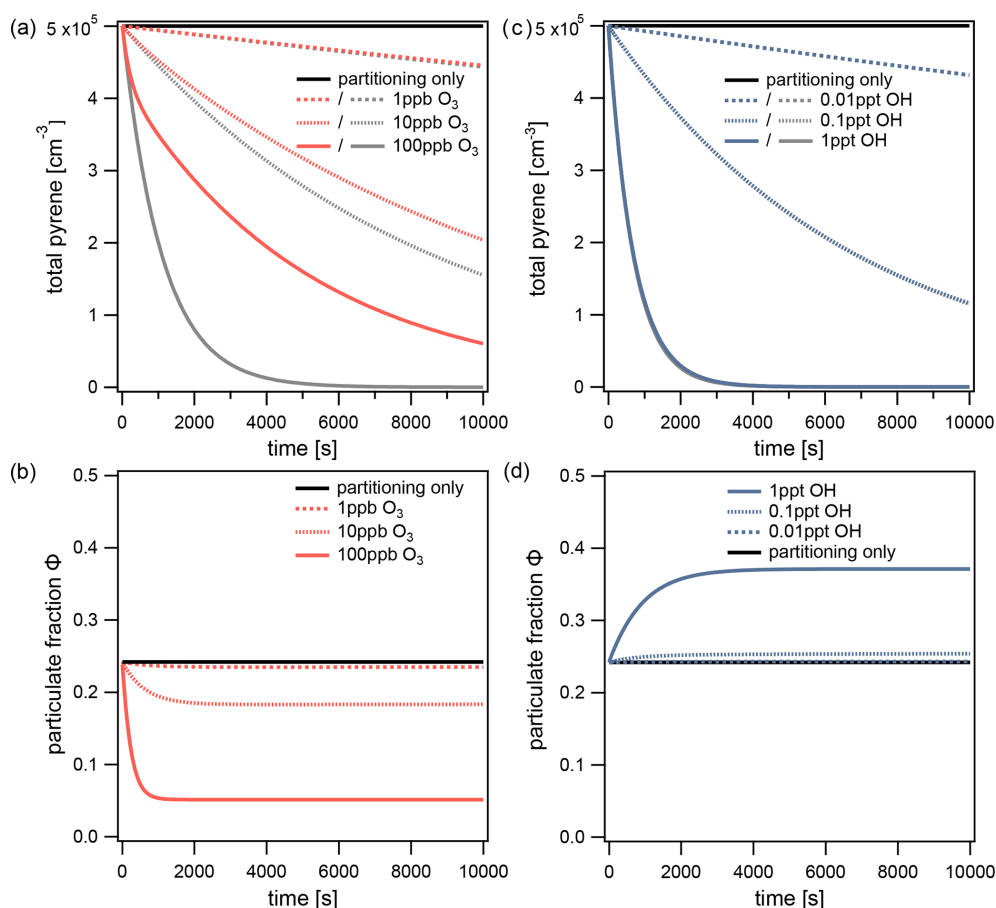 (a)
5 x10⁵
4
3
2
1
0
total pyrene [cm⁻³]
partitioning only
/ 1ppb O₃
/ 10ppb O₃
/ 100ppb O₃
0 2000 4000 6000 8000 10000
time [s]
(c)
5 x10⁵
4
3
2
1
0
total pyrene [cm⁻³]
partitioning only
/ 0.01ppt OH
/ 0.1ppt OH
/ 1ppt OH
0 2000 4000 6000 8000 10000
time [s]
(b)
0.5
0.4
0.3
0.2
0.1
0.0
particulate fraction Φ
partitioning only
1ppb O₃
10ppb O₃
100ppb O₃
0 2000 4000 6000 8000 10000
time [s]
(d)
0.5
0.4
0.3
0.2
0.1
0.0
particulate fraction Φ
1ppt OH
0.1ppt OH
0.01ppt OH
partitioning only
0 2000 4000 6000 8000 10000
time [s]